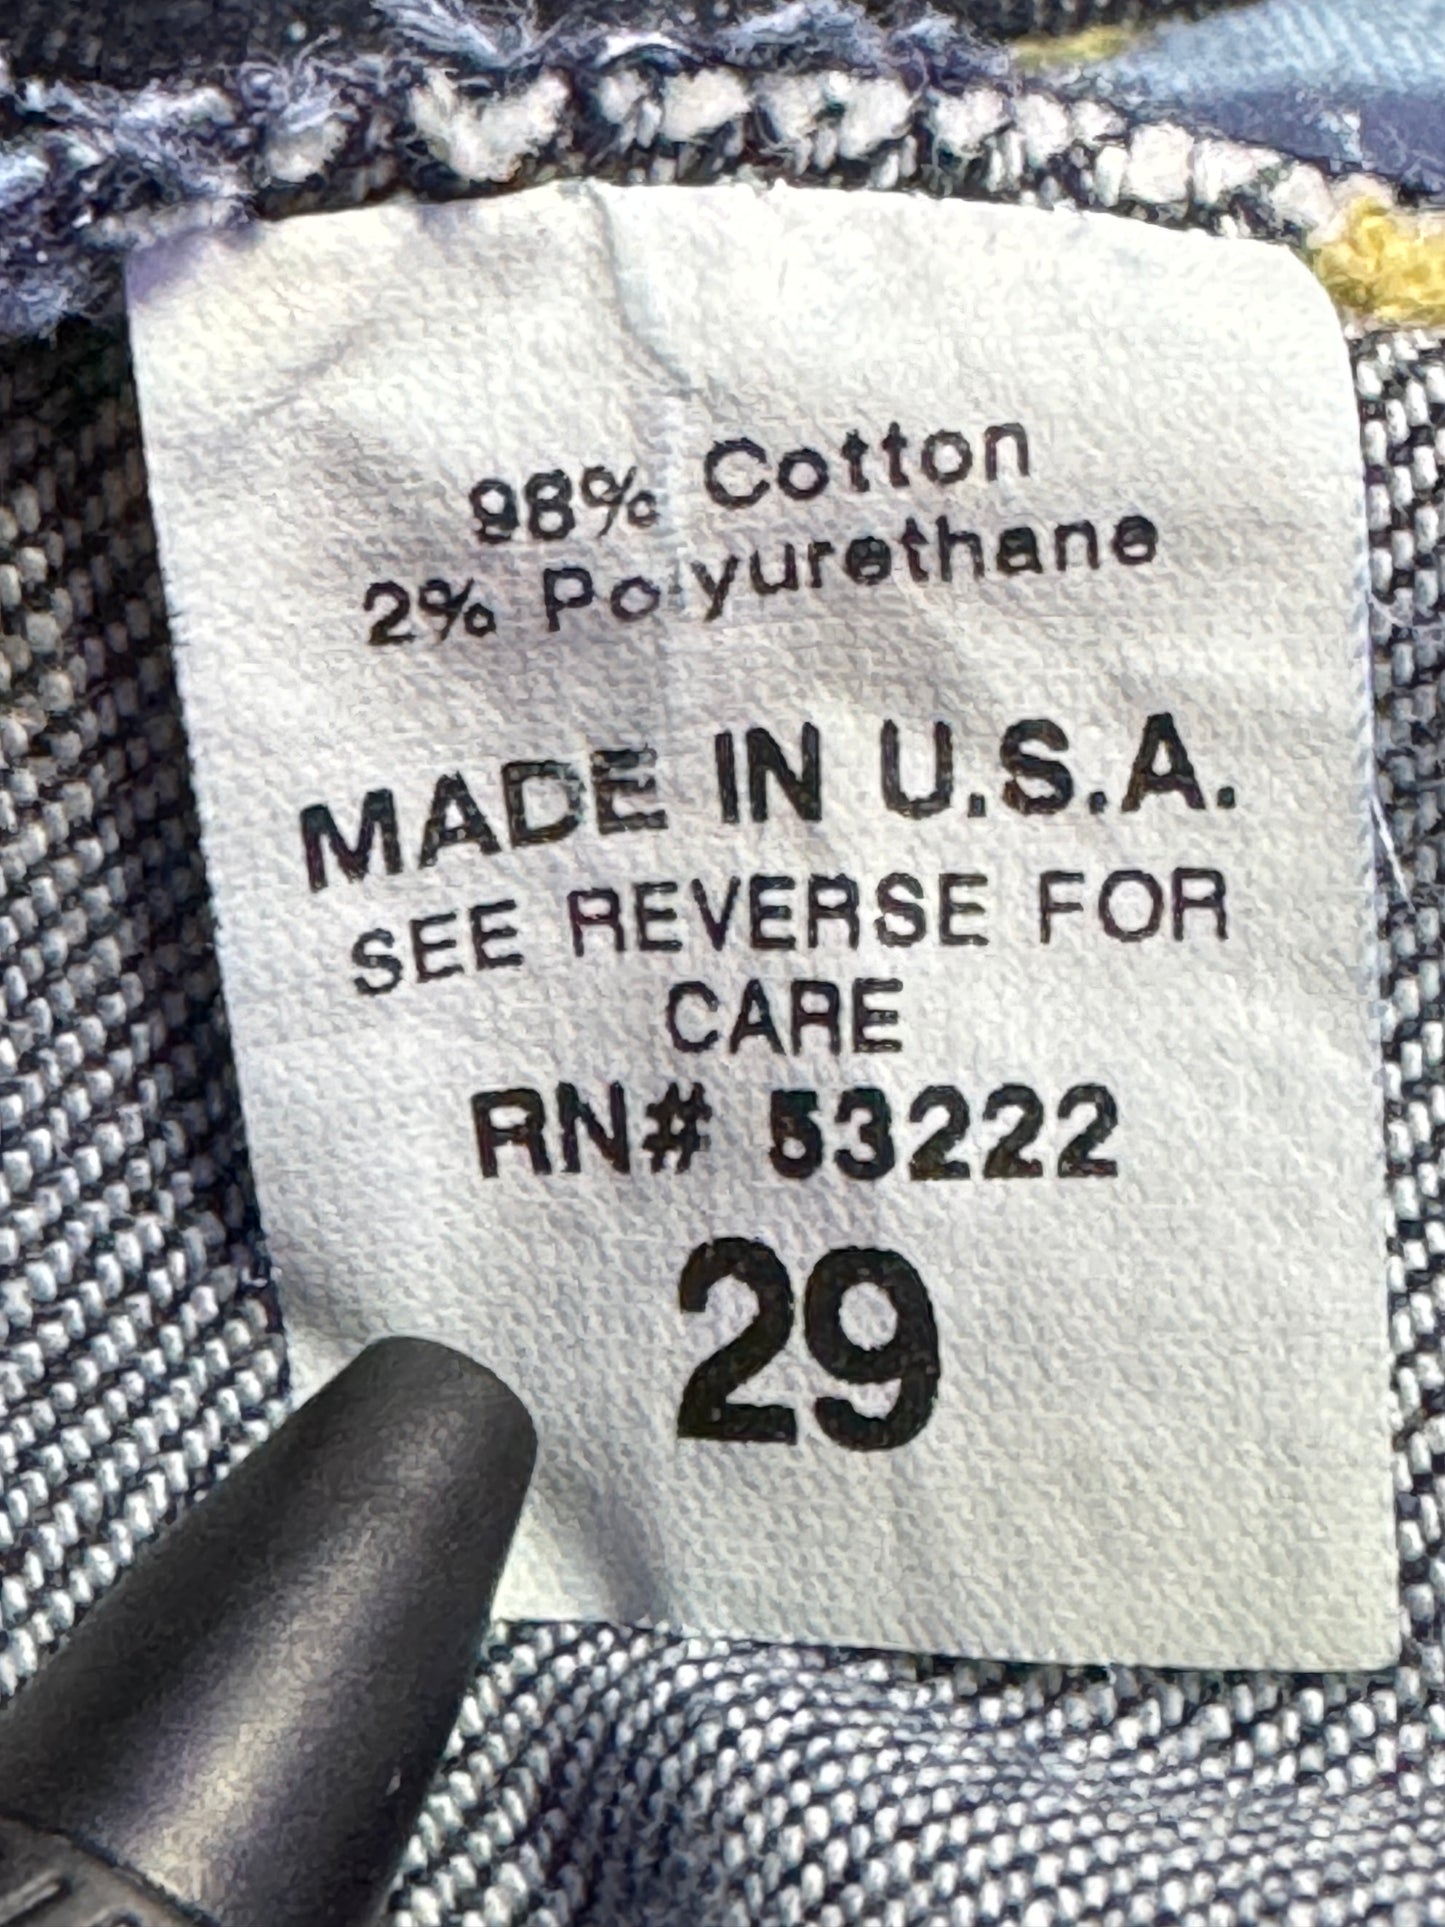 98% Cotton
2% Polyurethane
MADE IN U.S.A.
SEE REVERSE FOR
CARE
RN# 53222
29